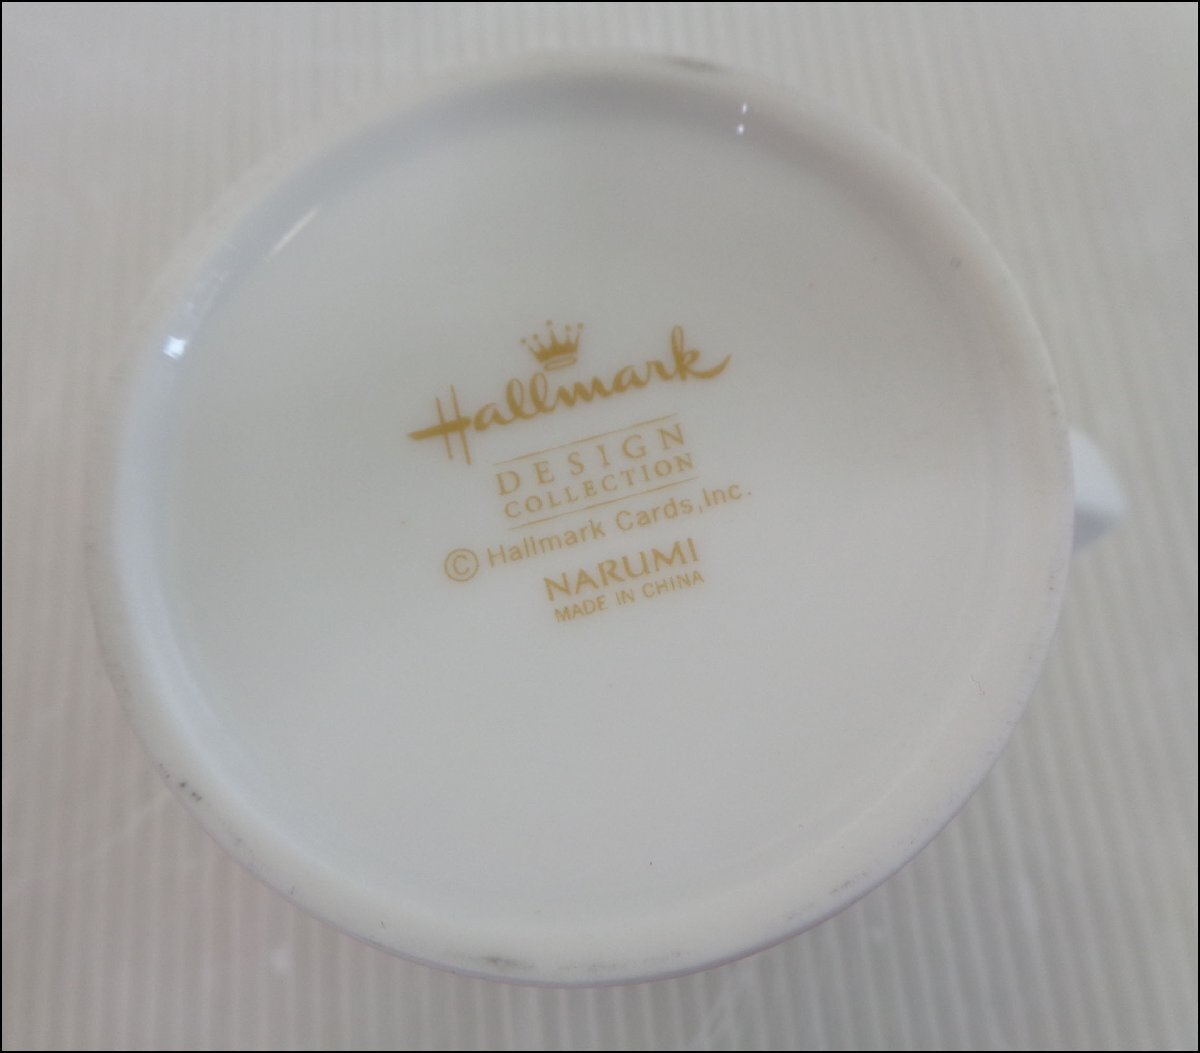 Hallmark
DESIGN
COLLECTION
© Hallmark Cards,Inc.
NARUMI
MADE IN CHINA